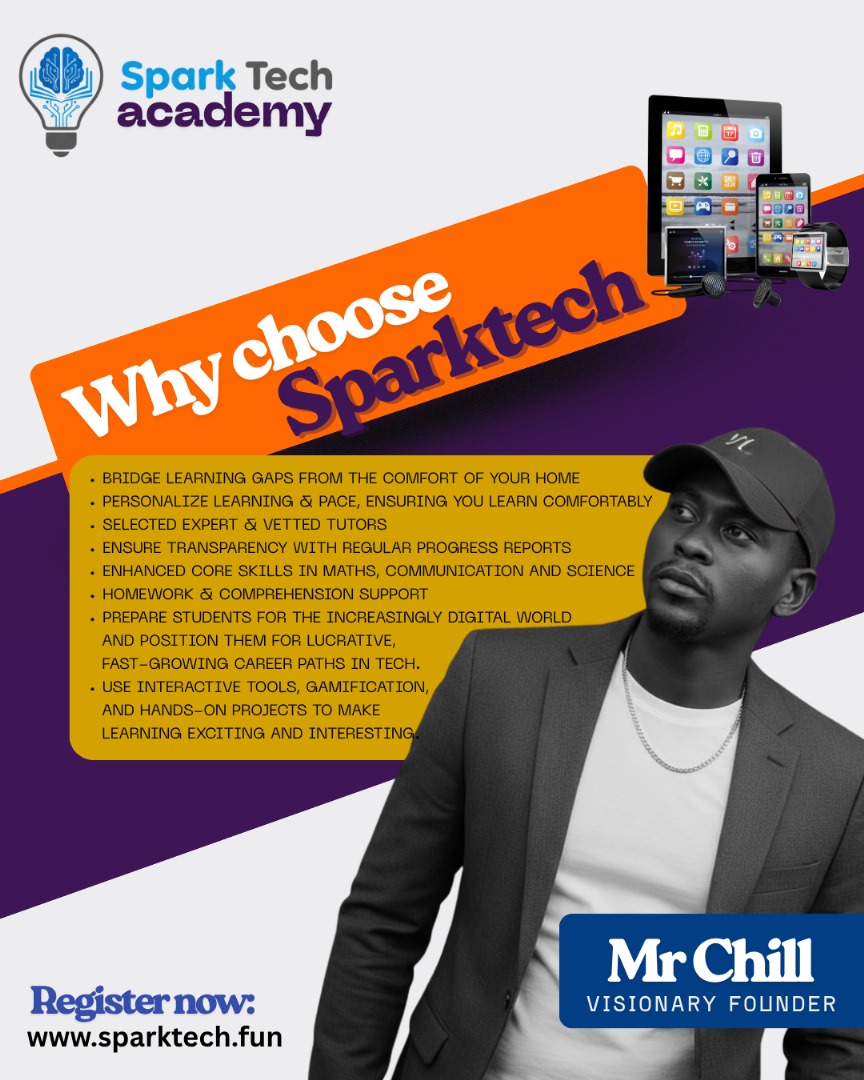 Spark Tech
academy
Why choose
Sparktech
• BRIDGE LEARNING GAPS FROM THE COMFORT OF YOUR HOME
• PERSONALIZE LEARNING & PACE, ENSURING YOU LEARN COMFORTABLY
• SELECTED EXPERT & VETTED TUTORS
• ENSURE TRANSPARENCY WITH REGULAR PROGRESS REPORTS
• ENHANCED CORE SKILLS IN MATHS, COMMUNICATION AND SCIENCE
• HOMEWORK & COMPREHENSION SUPPORT
• PREPARE STUDENTS FOR THE INCREASINGLY DIGITAL WORLD
AND POSITION THEM FOR LUCRATIVE,
FAST-GROWING CAREER PATHS IN TECH.
• USE INTERACTIVE TOOLS, GAMIFICATION,
AND HANDS-ON PROJECTS TO MAKE
LEARNING EXCITING AND INTERESTING.
Mr Chill
VISIONARY FOUNDER
Register now:
www.sparktech.fun